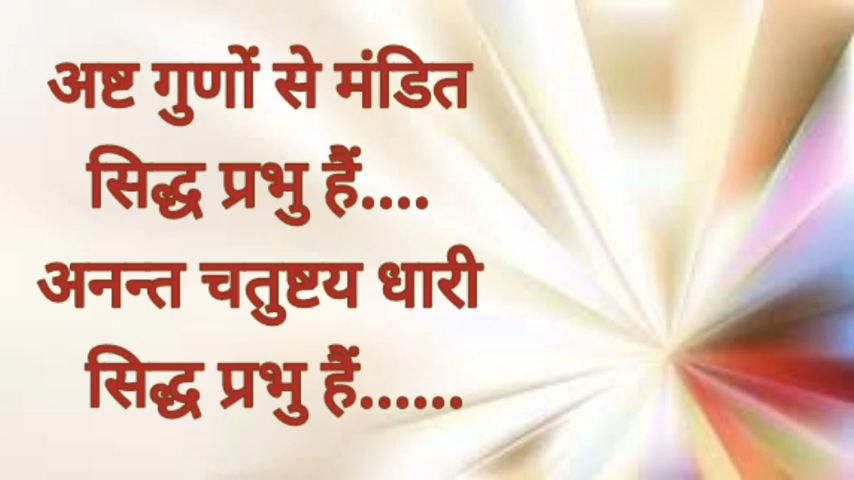 अष्ट गुणों से मंडित
सिद्ध प्रभु हैं....
अनन्त चतुष्टय धारी
सिद्ध प्रभु हैं......